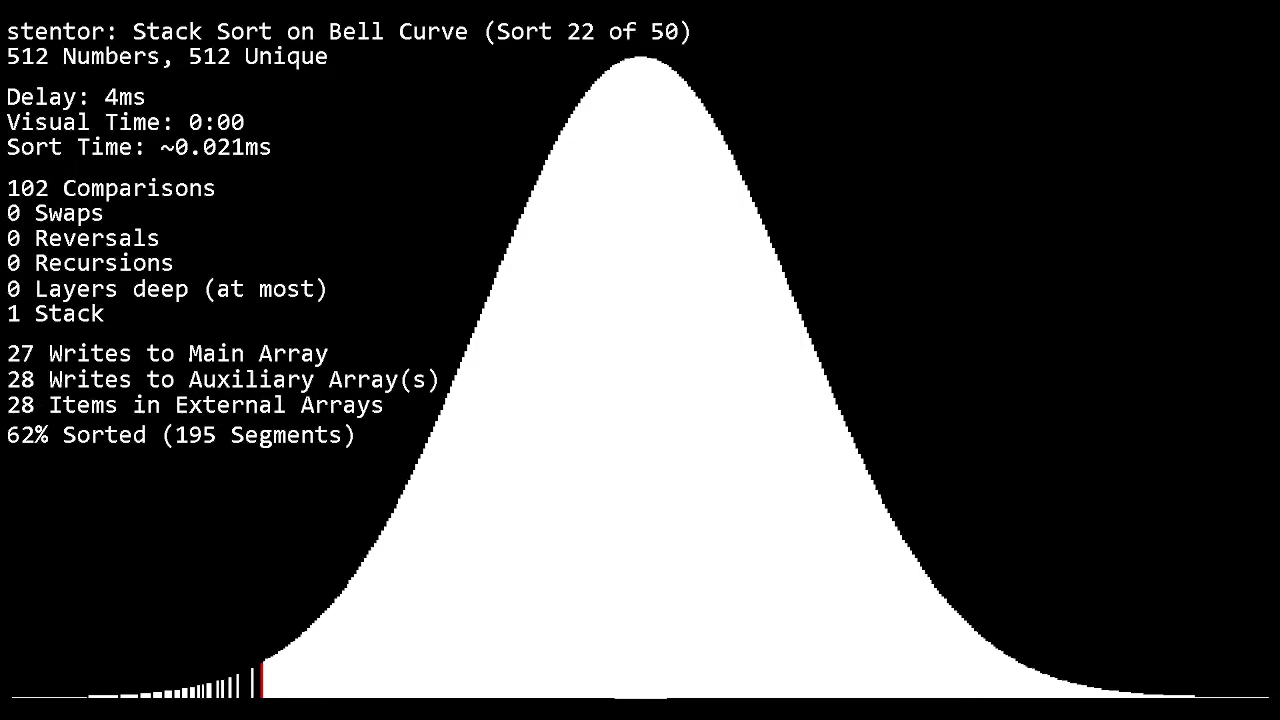 stentor: Stack Sort on Bell Curve (Sort 22 of 50)
512 Numbers, 512 Unique
Delay: 4ms
Visual Time: 0:00
Sort Time: ~0.021ms
102 Comparisons
0 Swaps
0 Reversals
0 Recursions
0 Layers deep (at most)
1 Stack
27 Writes to Main Array
28 Writes to Auxiliary Array(s)
28 Items in External Arrays
62% Sorted (195 Segments)